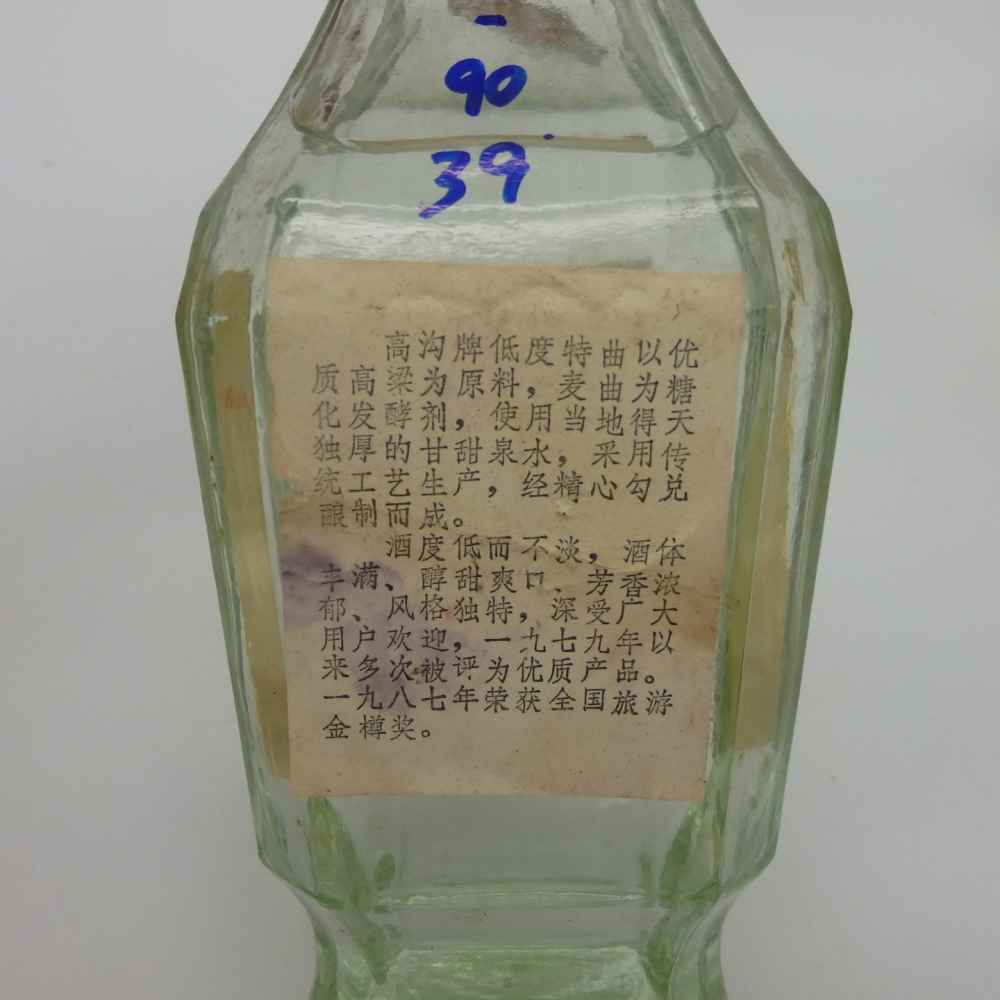 90
39
高沟牌低度特曲以优
质高粱为原料，麦曲为糖
化发酵剂，使用当地得天
独厚的甘甜泉水，采用传
统工艺生产，经精心勾兑
酿制而成。
酒度低而不淡，酒体
丰满、醇甜爽口、芳香浓
郁、风格独特，深受广大
用户欢迎，一九七九年以
来多次被评为优质产品。
一九八七年荣获全国旅游
金樽奖。